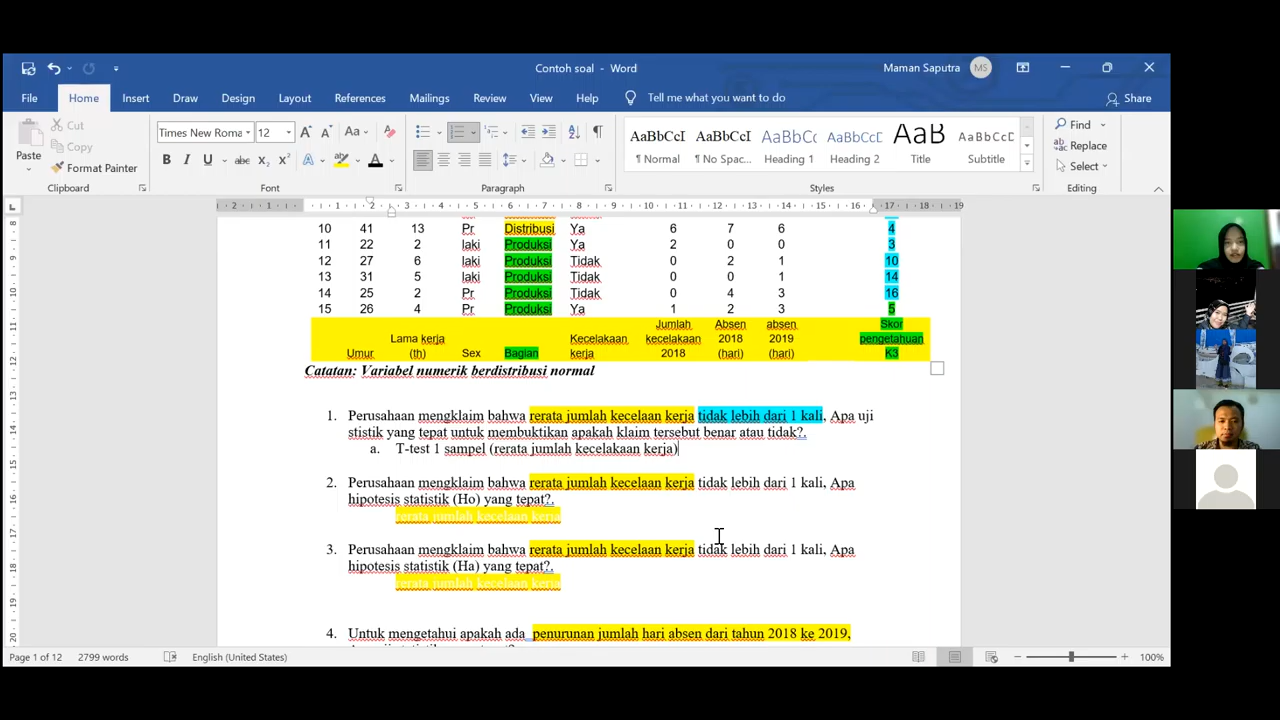 Contoh soal - Word
Maman Saputra MS
File Home Insert Draw Design Layout References Mailings Review View Help Tell me what you want to do Share
Paste
Cut
Copy
Format Painter
Clipboard
Times New Roma 12
Font
Paragraph
AaBbCcI AaBbCcI AaBbCc AaBbCcC AaB AaBbCcD
¶ Normal ¶ No Spac... Heading 1 Heading 2 Title Subtitle
Styles
Find
Replace
Select
Editing
10 41 13 Pr Distribusi Ya 6 7 6 4
11 22 2 laki Produksi Ya 2 0 0 3
12 27 6 laki Produksi Tidak 0 2 1 10
13 31 5 laki Produksi Tidak 0 0 1 14
14 25 2 Pr Produksi Tidak 0 4 3 16
15 26 4 Pr Produksi Ya 1 2 3 5
Umur Lama kerja (th) Sex Bagian Kecelakaan kerja Jumlah kecelakaan 2018 Absen 2018 (hari) absen 2019 (hari) Skor pengetahuan K3
Catatan: Variabel numerik berdistribusi normal
1. Perusahaan mengklaim bahwa rerata jumlah kecelaan kerja tidak lebih dari 1 kali, Apa uji
stistik yang tepat untuk membuktikan apakah klaim tersebut benar atau tidak?.
a. T-test 1 sampel (rerata jumlah kecelakaan kerja)
2. Perusahaan mengklaim bahwa rerata jumlah kecelaan kerja tidak lebih dari 1 kali, Apa
hipotesis statistik (Ho) yang tepat?.
rerata jumlah kecelaan kerja
3. Perusahaan mengklaim bahwa rerata jumlah kecelaan kerja tidak lebih dari 1 kali, Apa
hipotesis statistik (Ha) yang tepat?.
rerata jumlah kecelaan kerja
4. Untuk mengetahui apakah ada penurunan jumlah hari absen dari tahun 2018 ke 2019,
Page 1 of 12 2799 words English (United States) 100%